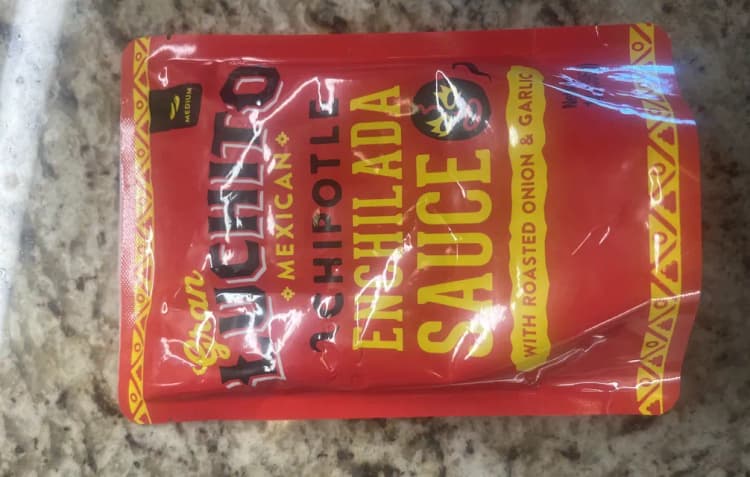 MEDIUM
Gran
LUCHITO
MEXICAN
CHIPOTLE
ENCHILADA
SAUCE
WITH ROASTED ONION & GARLIC